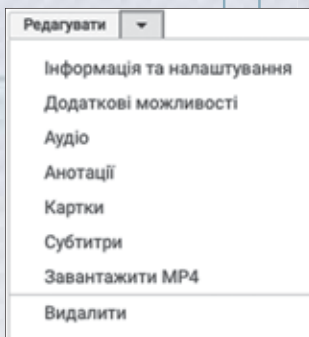 Редагувати
Інформація та налаштування
Додаткові можливості
Аудіо
Анотації
Картки
Субтитри
Завантажити MP4
Видалити